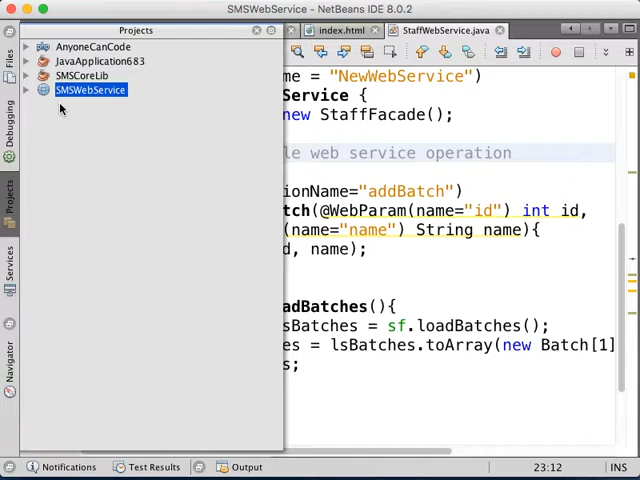 SMSWebService - NetBeans IDE 8.0.2
Projects
index.html
StaffWebService.java
Files
Debugging
Projects
Services
Navigator
AnyoneCanCode
JavaApplication683
SMSCoreLib
SMSWebService
me = "NewWebService")
Service {
new StaffFacade();
le web service operation
ionName="addBatch")
tch(@WebParam(name="id") int id,
(name="name") String name){
d, name);
adBatches(){
sBatches = sf.loadBatches();
es = lsBatches.toArray(new Batch[1]
s;
Notifications
Test Results
Output
23:12
INS